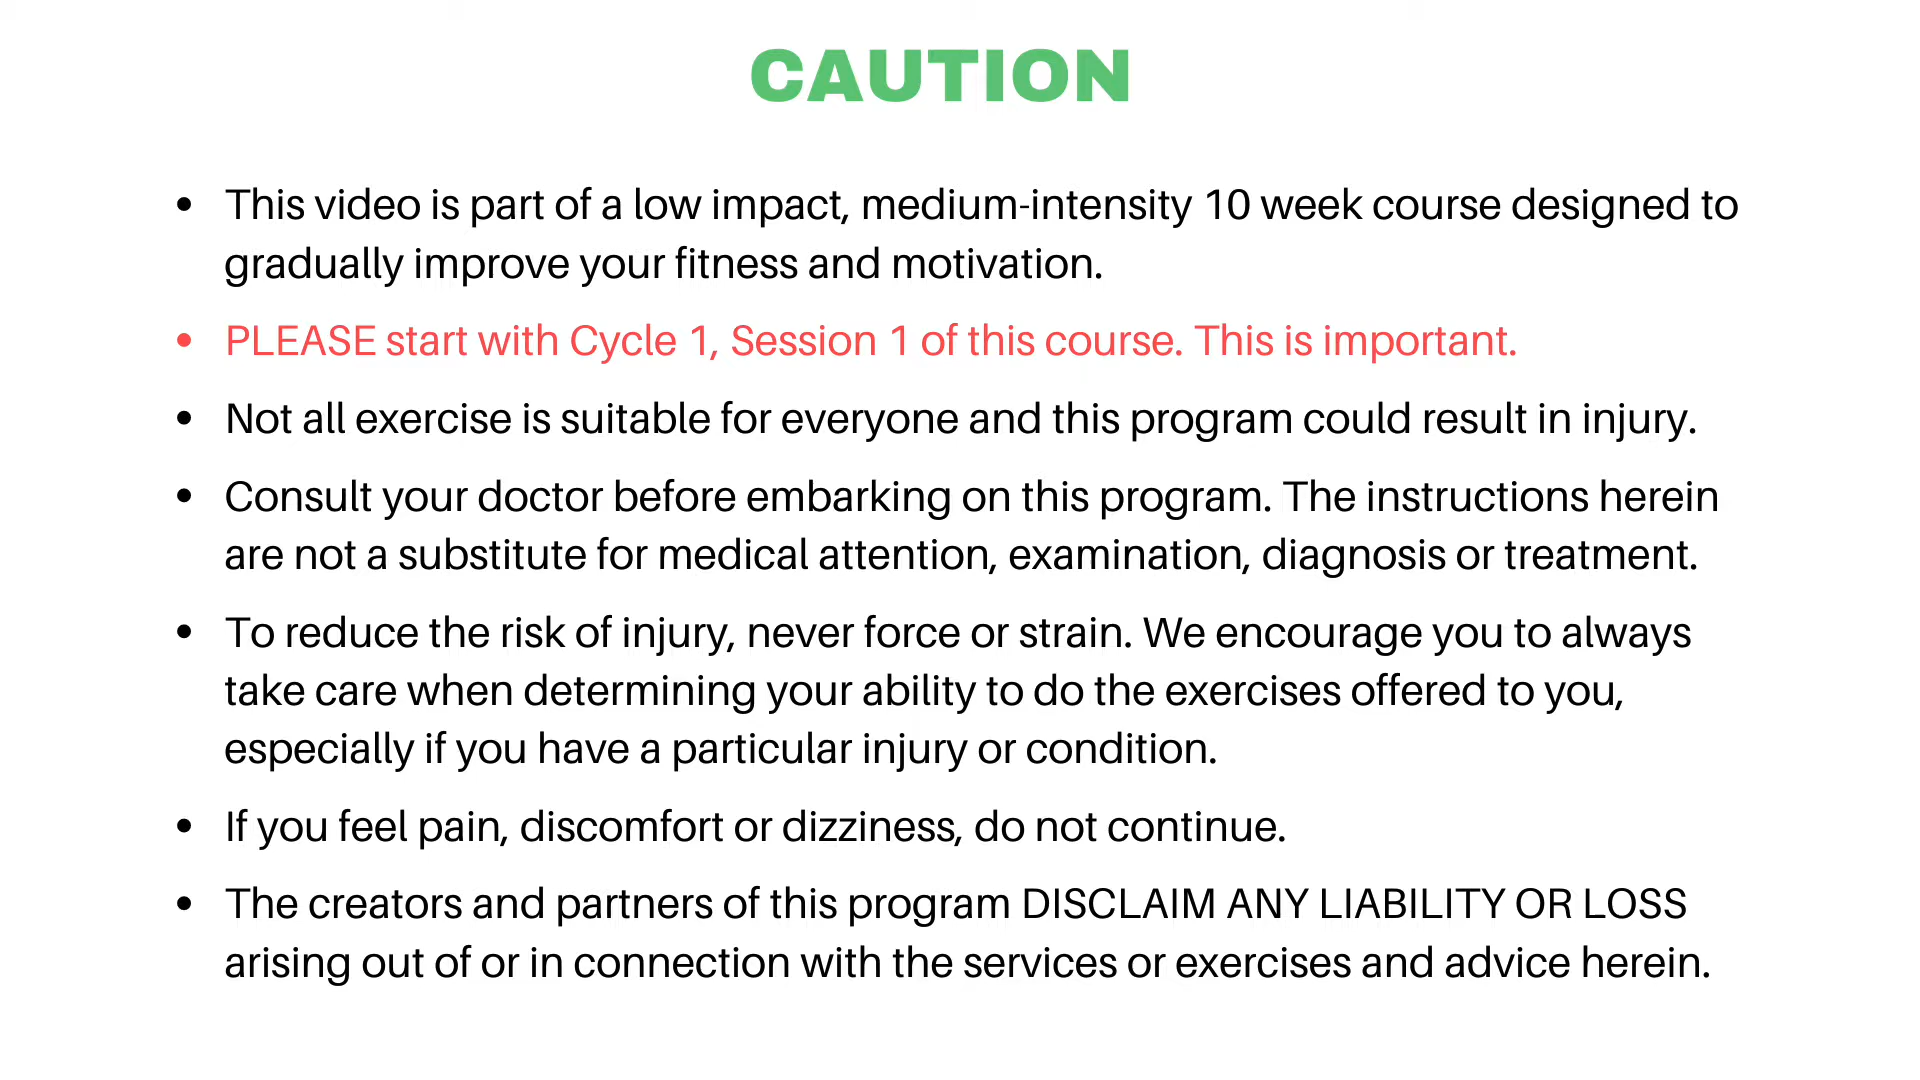 CAUTION
• This video is part of a low impact, medium-intensity 10 week course designed to
gradually improve your fitness and motivation.
• PLEASE start with Cycle 1, Session 1 of this course. This is important.
• Not all exercise is suitable for everyone and this program could result in injury.
• Consult your doctor before embarking on this program. The instructions herein
are not a substitute for medical attention, examination, diagnosis or treatment.
• To reduce the risk of injury, never force or strain. We encourage you to always
take care when determining your ability to do the exercises offered to you,
especially if you have a particular injury or condition.
• If you feel pain, discomfort or dizziness, do not continue.
• The creators and partners of this program DISCLAIM ANY LIABILITY OR LOSS
arising out of or in connection with the services or exercises and advice herein.